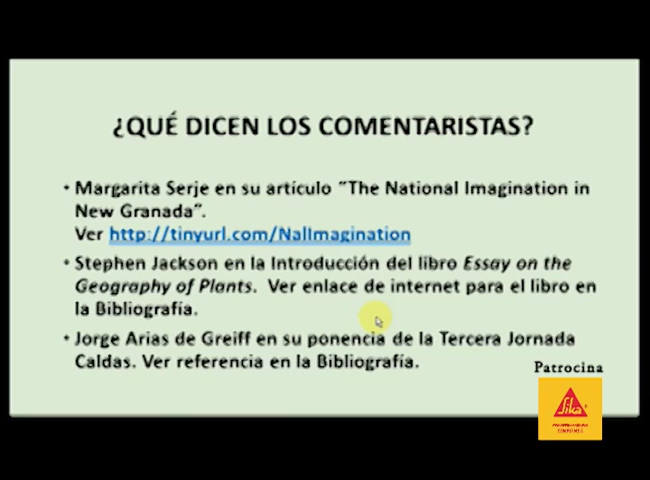 ¿QUÉ DICEN LOS COMENTARISTAS?
• Margarita Serje en su artículo "The National Imagination in
New Granada".
Ver http://tinyurl.com/NalImagination
• Stephen Jackson en la Introducción del libro Essay on the
Geography of Plants. Ver enlace de internet para el libro en
la Bibliografía.
• Jorge Arias de Greiff en su ponencia de la Tercera Jornada
Caldas. Ver referencia en la Bibliografía.
Patrocina
Sika